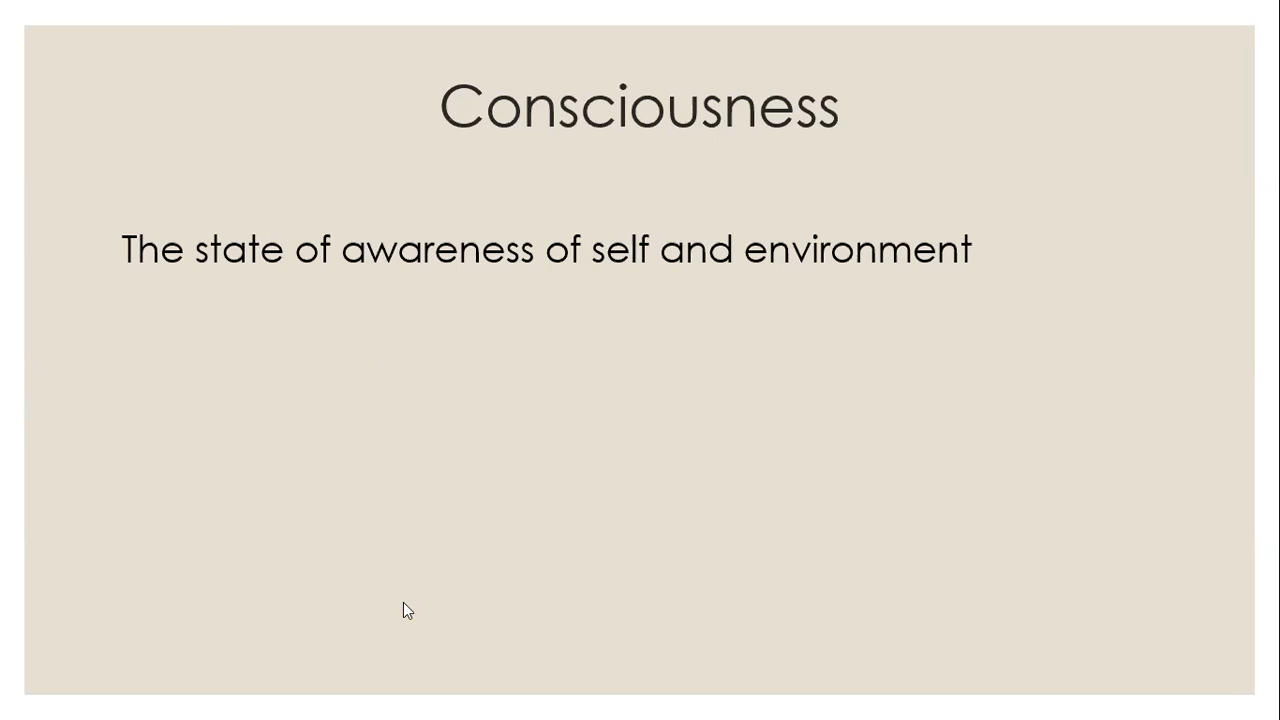 Consciousness
The state of awareness of self and environment